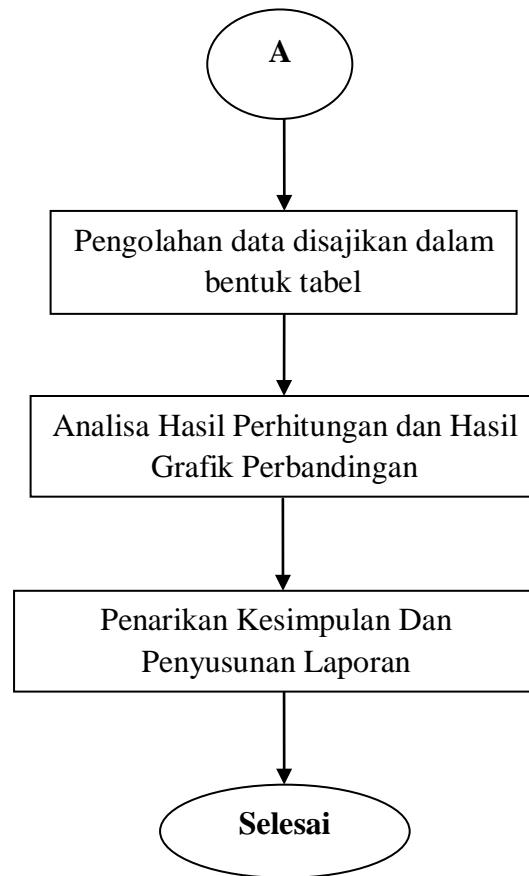 A
Pengolahan data disajikan dalam
bentuk tabel
Analisa Hasil Perhitungan dan Hasil
Grafik Perbandingan
Penarikan Kesimpulan Dan
Penyusunan Laporan
Selesai